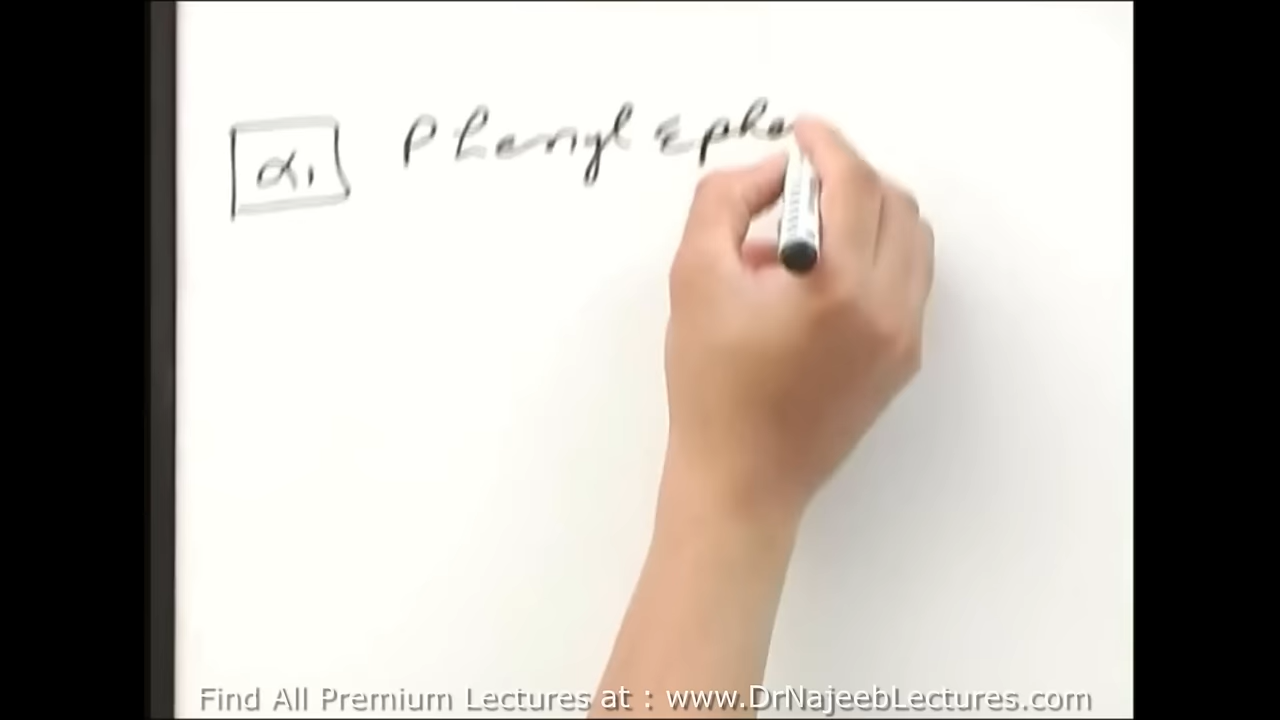 α1 Phenyl Ephe
Find All Premium Lectures at : www.DrNajeebLectures.com